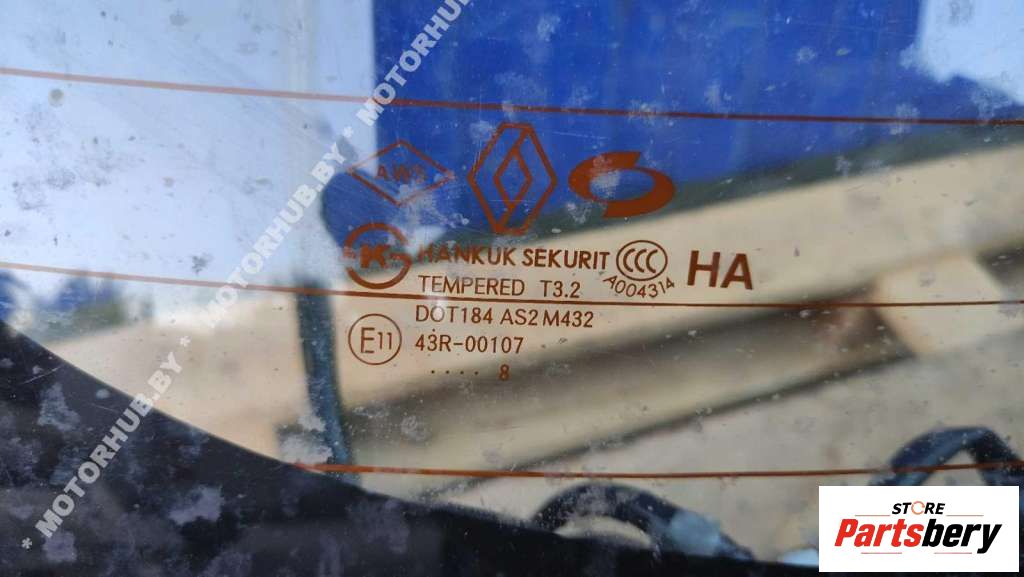 HANKUK SEKURIT
CCC
A004314
HA
TEMPERED T3.2
DOT184 AS2 M432
E11
43R-00107
.... 8
* MOTORHUB.BY * MOTORHUB.BY * MOTORHUB.BY
STORE
Partsbery